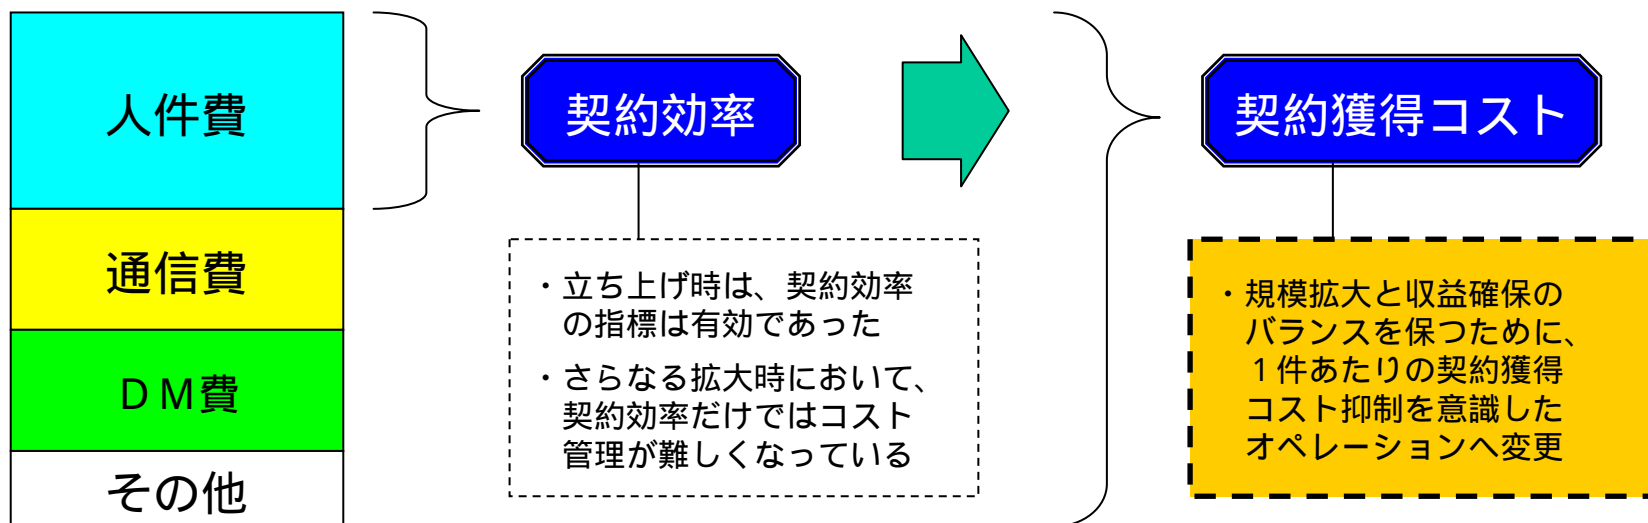 人件費
通信費
ＤＭ費
その他
契約効率
・立ち上げ時は、契約効率
の指標は有効であった
・さらなる拡大時において、
契約効率だけではコスト
管理が難しくなっている
契約獲得コスト
・規模拡大と収益確保の
バランスを保つために、
１件あたりの契約獲得
コスト抑制を意識した
オペレーションへ変更